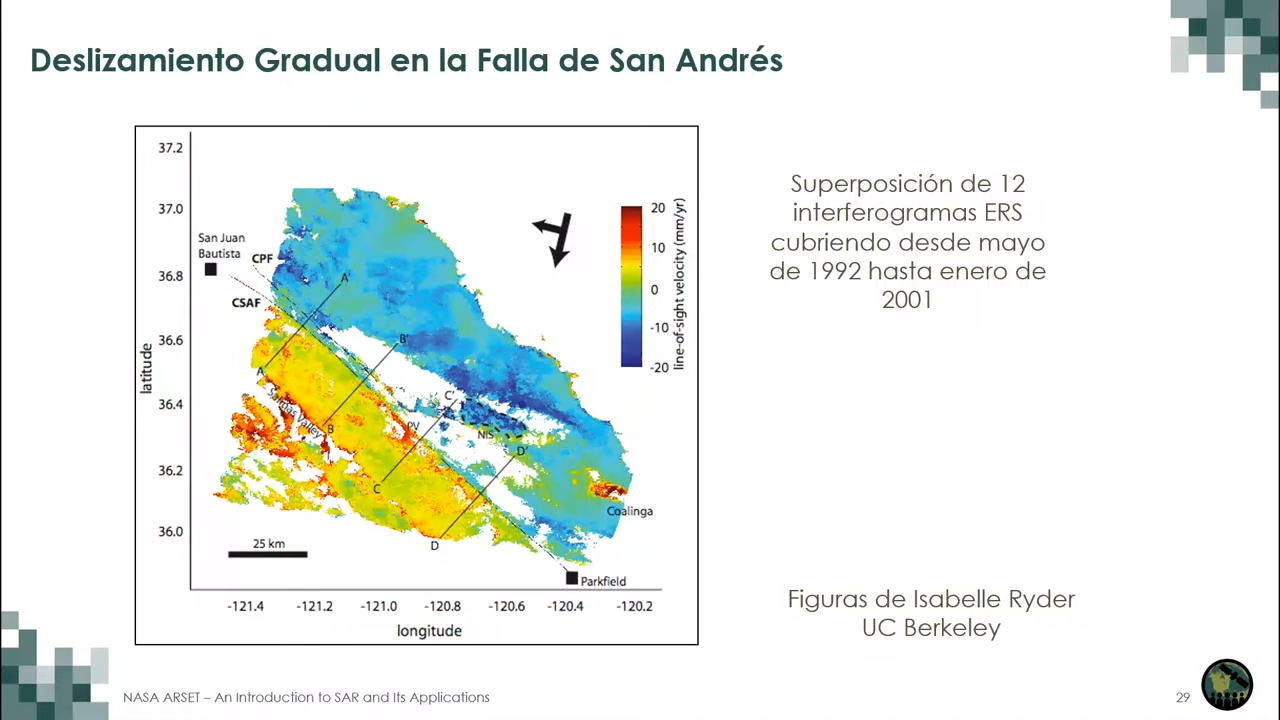 Deslizamiento Gradual en la Falla de San Andrés
37.2
37.0
36.8
36.6
36.4
36.2
36.0
latitude
San Juan
Bautista
CPF
CSAF
A'
B'
C'
D'
A
B
C
D
Salinas Valley
PV
NIS
Coalinga
Parkfield
25 km
20
10
0
-10
-20
line-of-sight velocity (mm/yr)
-121.4
-121.2
-121.0
-120.8
-120.6
-120.4
-120.2
longitude
Superposición de 12
interferogramas ERS
cubriendo desde mayo
de 1992 hasta enero de
2001
Figuras de Isabelle Ryder
UC Berkeley
NASA ARSET – An Introduction to SAR and Its Applications
29